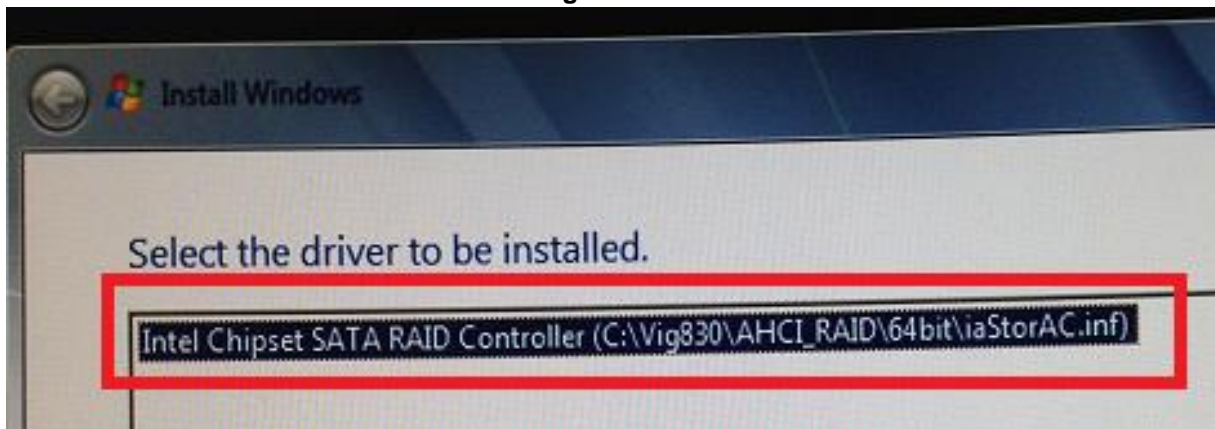 Install Windows
Select the driver to be installed.
Intel Chipset SATA RAID Controller (C:\Vig830\AHCI_RAID\64bit\iaStorAC.inf)